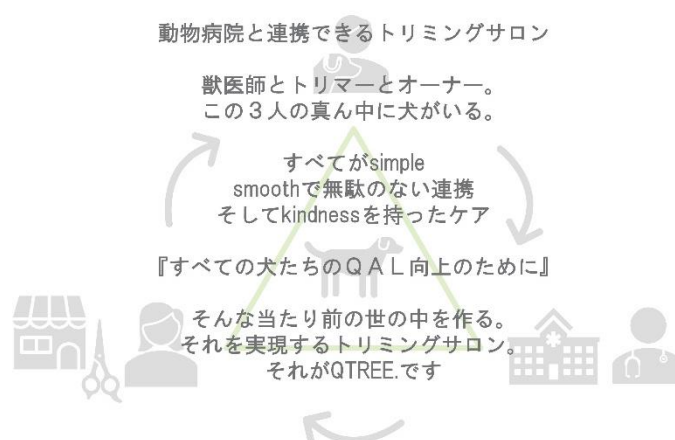 動物病院と連携できるトリミングサロン
獣医師とトリマーとオーナー。
この3人の真ん中に犬がいる。
すべてがsimple
smoothで無駄のない連携
そしてkindnessを持ったケア
『すべての犬たちのＱＡＬ向上のために』
そんな当たり前の世の中を作る。
それを実現するトリミングサロン。
それがQTREE.です